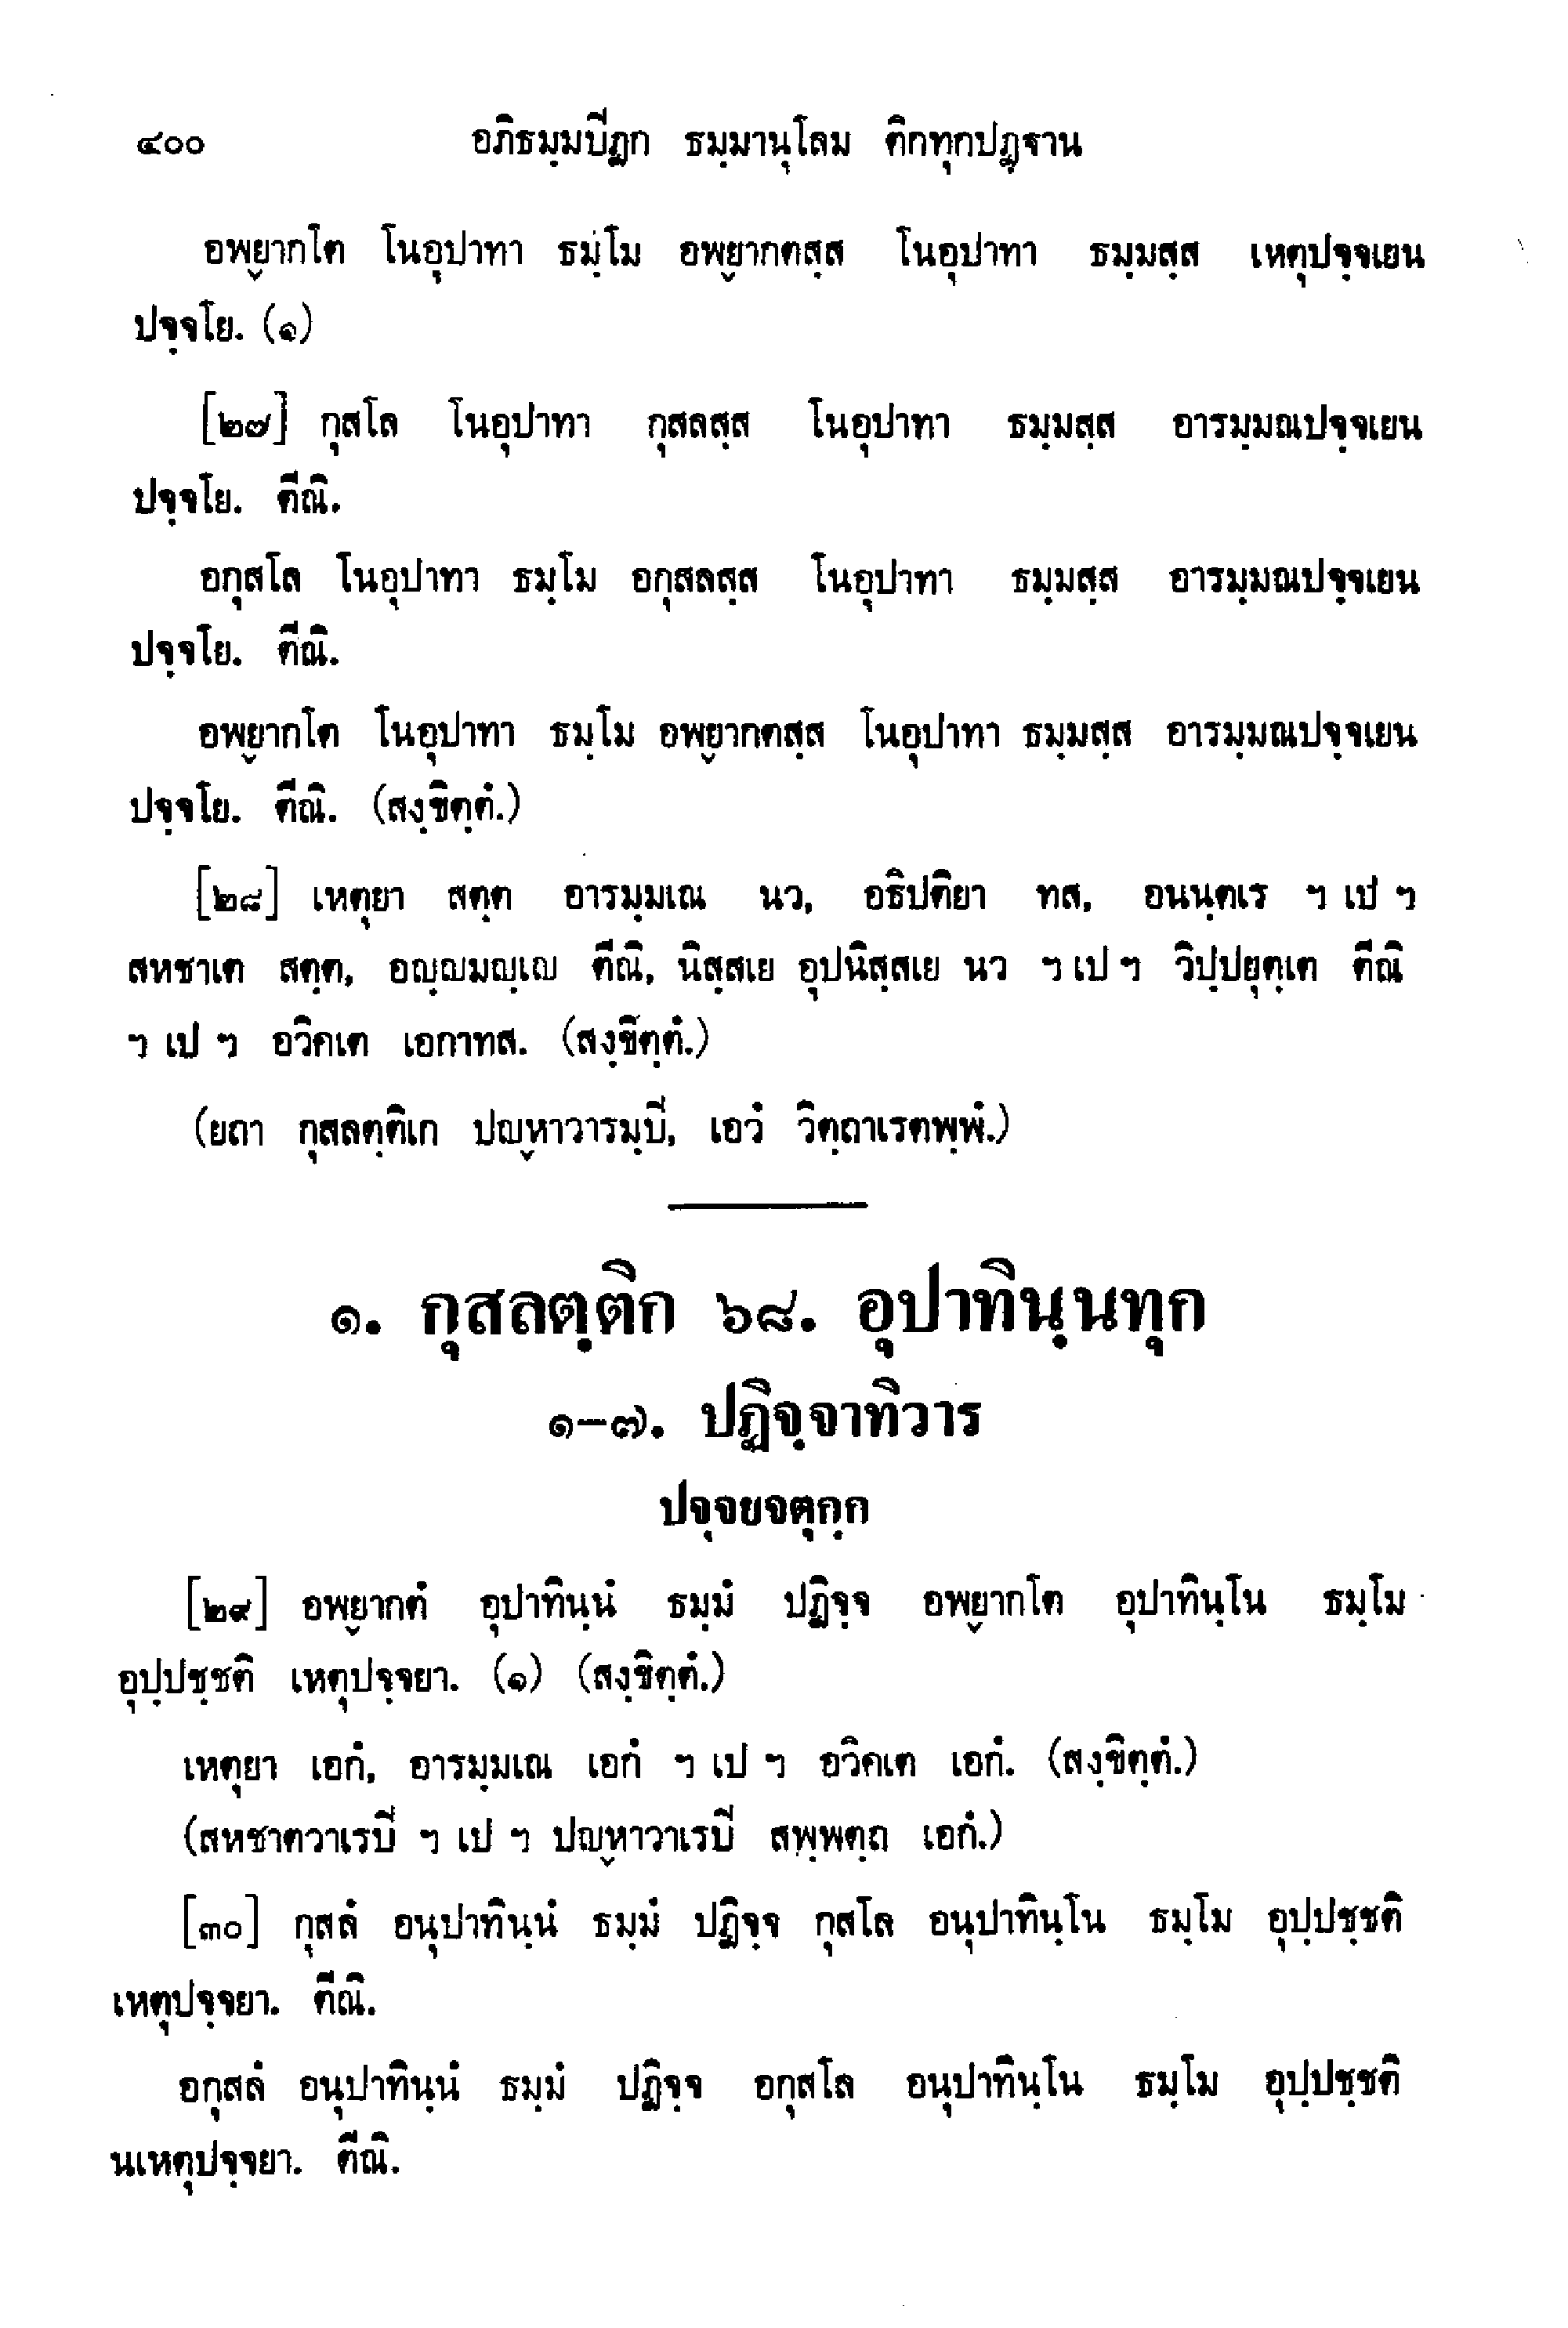 ๔๐๐ อภิธมฺมปิฏก ธมฺมานุโลม ติกทุกปฏฺฐาน
อพฺยากโต โนอุปาทา ธมฺโม อพฺยากตสฺส โนอุปาทา ธมฺมสฺส เหตุปจฺจเยน
ปจฺจโย. (๑)
[๒๗] กุสโล โนอุปาทา กุสลสฺส โนอุปาทา ธมฺมสฺส อารมฺมณปจฺจเยน
ปจฺจโย. ตีณิ.
อกุสโล โนอุปาทา ธมฺโม อกุสลสฺส โนอุปาทา ธมฺมสฺส อารมฺมณปจฺจเยน
ปจฺจโย. ตีณิ.
อพฺยากโต โนอุปาทา ธมฺโม อพฺยากตสฺส โนอุปาทา ธมฺมสฺส อารมฺมณปจฺจเยน
ปจฺจโย. ตีณิ. (สงฺขิตฺตํ.)
[๒๘] เหตุยา สตฺต อารมฺมเณ นว, อธิปติยา ทส, อนนฺตเร ฯ เป ฯ
สหชาเต สตฺต, อญฺญมญฺเญ ตีณิ, นิสฺสเย อุปนิสฺสเย นว ฯ เป ฯ วิปฺปยุตฺเต ตีณิ
ฯ เป ฯ อวิคเต เอกาทส. (สงฺขิตฺตํ.)
(ยถา กุสลตฺติเก ปญฺหาวารมฺปิ, เอวํ วิตฺถาเรตพฺพํ.)
๑. กุสลตฺติก ๖๘. อุปาทินฺนทุก
๑-๗. ปฏิจฺจาทิวาร
ปจฺจยจตุกฺก
[๒๙] อพฺยากตํ อุปาทินฺนํ ธมฺมํ ปฏิจฺจ อพฺยากโต อุปาทินฺโน ธมฺโม
อุปฺปชฺชติ เหตุปจฺจยา. (๑) (สงฺขิตฺตํ.)
เหตุยา เอกํ, อารมฺมเณ เอกํ ฯ เป ฯ อวิคเต เอกํ. (สงฺขิตฺตํ.)
(สหชาตวาเรปิ ฯ เป ฯ ปญฺหาวาเรปิ สพฺพตฺถ เอกํ.)
[๓๐] กุสลํ อนุปาทินฺนํ ธมฺมํ ปฏิจฺจ กุสโล อนุปาทินฺโน ธมฺโม อุปฺปชฺชติ
เหตุปจฺจยา. ตีณิ.
อกุสลํ อนุปาทินฺนํ ธมฺมํ ปฏิจฺจ อกุสโล อนุปาทินฺโน ธมฺโม อุปฺปชฺชติ
นเหตุปจฺจยา. ตีณิ.